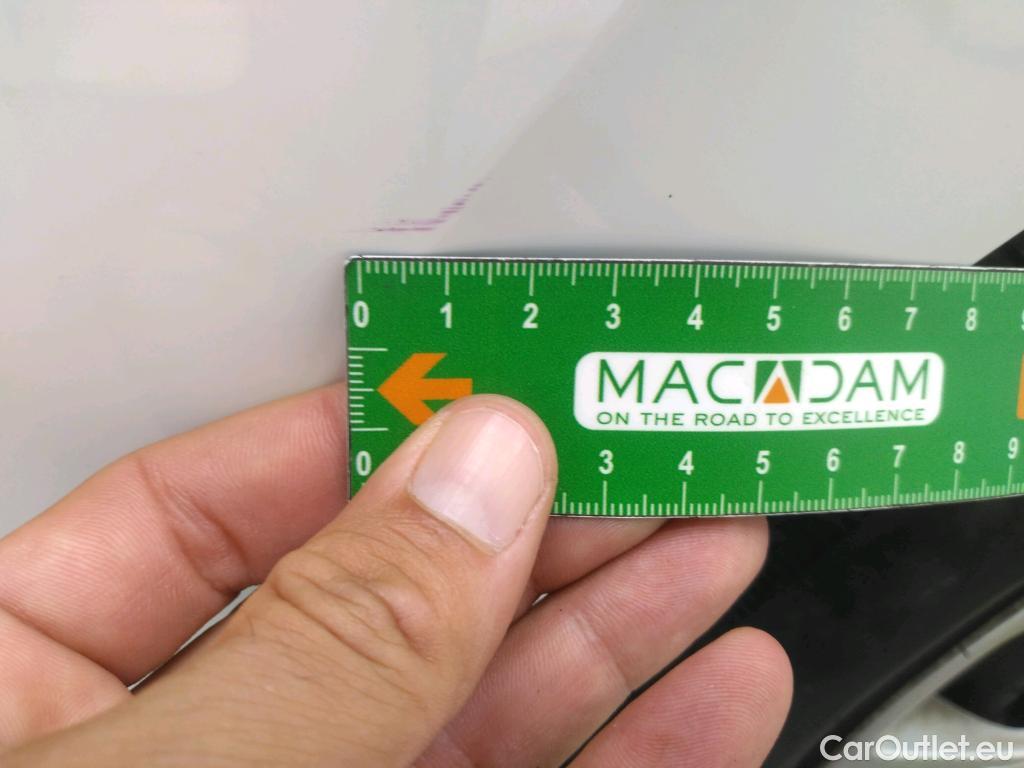 0 1 2 3 4 5 6 7 8 9
MACADAM
ON THE ROAD TO EXCELLENCE
0 3 4 5 6 7 8 9
CarOutlet.eu